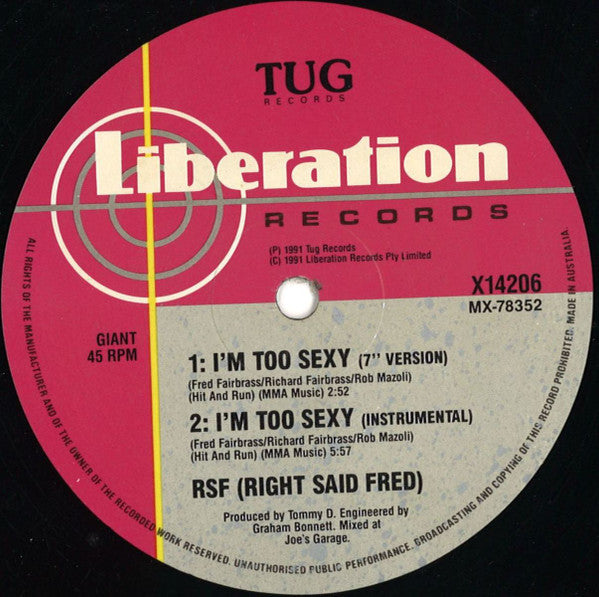 TUG
RECORDS
Liberation
RECORDS
(P) 1991 Tug Records
(C) 1991 Liberation Records Pty Limited
X14206
MX-78352
GIANT
45 RPM
1: I'M TOO SEXY (7'' VERSION)
(Fred Fairbrass/Richard Fairbrass/Rob Mazoli)
(Hit And Run) (MMA Music) 2:52
2: I'M TOO SEXY (INSTRUMENTAL)
(Fred Fairbrass/Richard Fairbrass/Rob Mazoli)
(Hit And Run) (MMA Music) 5:57
RSF (RIGHT SAID FRED)
Produced by Tommy D. Engineered by
Graham Bonnett. Mixed at
Joe's Garage.
ALL RIGHTS OF THE MANUFACTURER AND OF THE OWNER OF THE RECORDED WORK RESERVED. UNAUTHORISED PUBLIC PERFORMANCE, BROADCASTING AND COPYING OF THIS RECORD PROHIBITED. MADE IN AUSTRALIA.